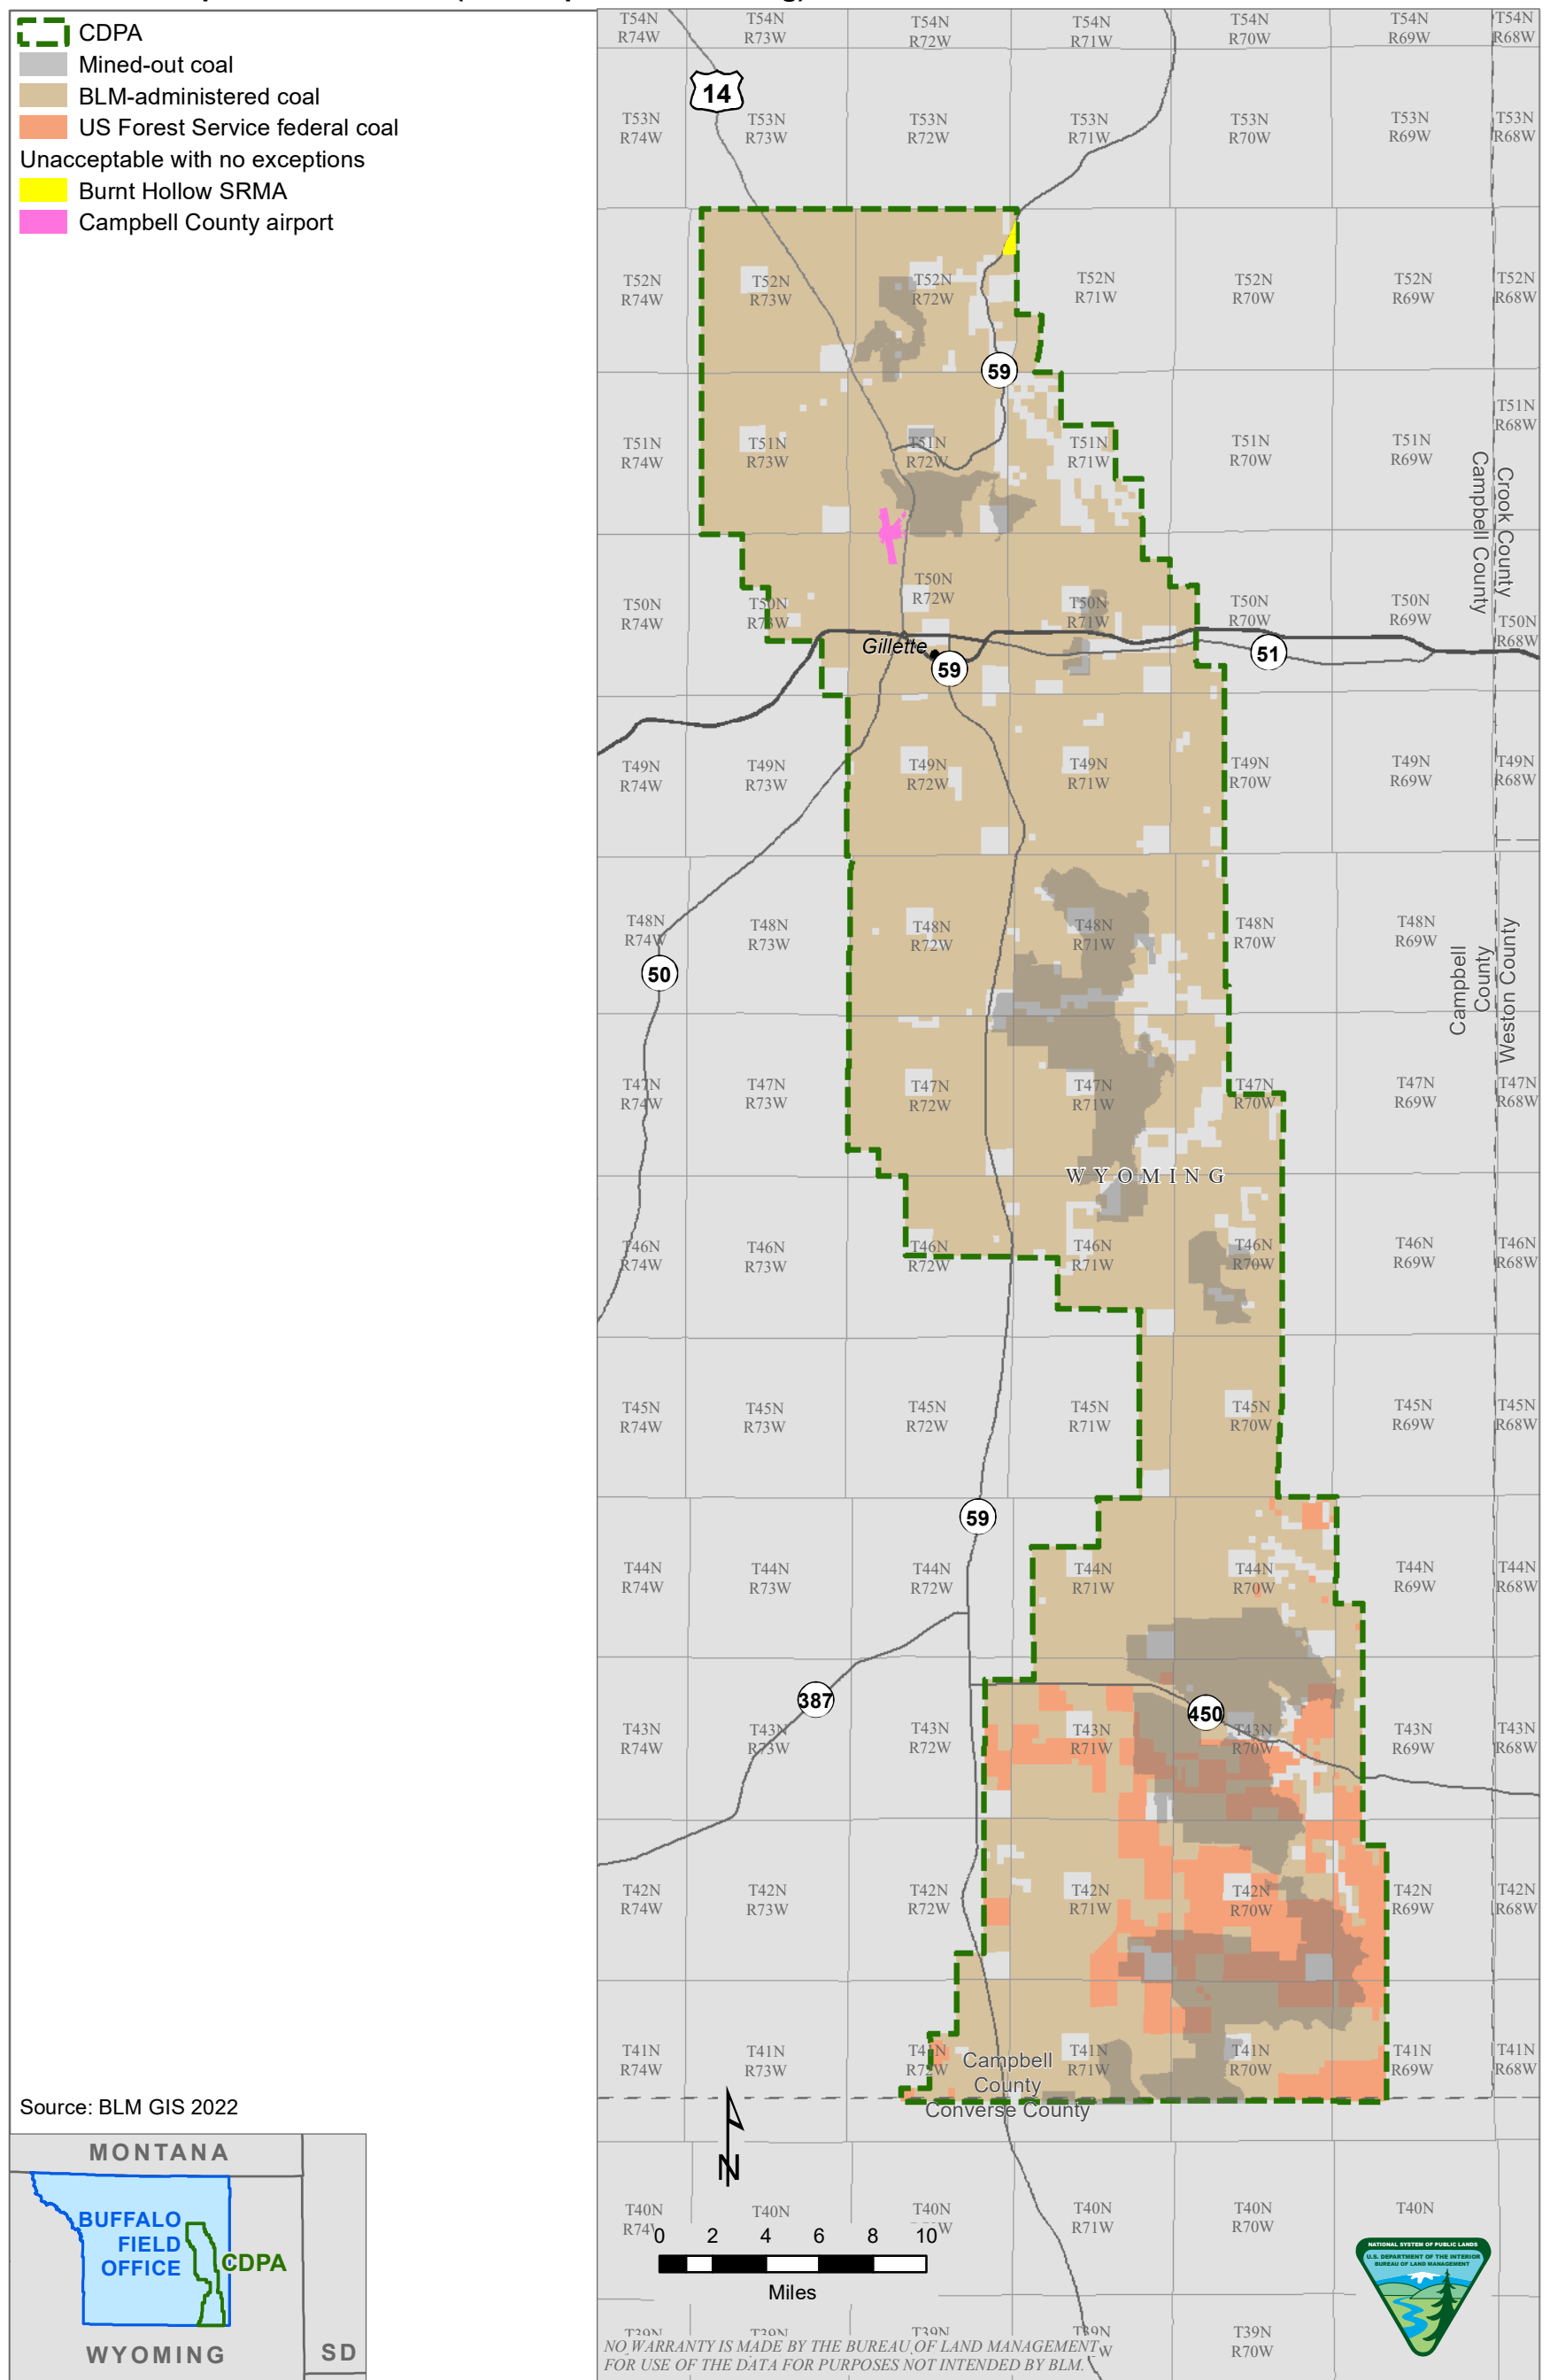 CDPA
Mined-out coal
BLM-administered coal
US Forest Service federal coal
Unacceptable with no exceptions
Burnt Hollow SRMA
Campbell County airport
T54N T54N T54N T54N T54N T54N T54N
R74W R73W R72W R71W R70W R69W R68W
14
T53N T53N T53N T53N T53N T53N T53N
R74W R73W R72W R71W R70W R69W R68W
T52N T52N T52N T52N T52N T52N T52N
R74W R73W R72W R71W R70W R69W R68W
59
T51N T51N T51N T51N T51N T51N T51N
R74W R73W R72W R71W R70W R69W R68W
Campbell County
Crook County
T50N T50N T50N T50N T50N T50N T50N
R74W R73W R72W R71W R70W R69W R68W
Gillette
59
51
T49N T49N T49N T49N T49N T49N T49N
R74W R73W R72W R71W R70W R69W R68W
T48N T48N T48N T48N T48N T48N
R74W R73W R72W R71W R70W R69W
50
Campbell
County
Weston County
T47N T47N T47N T47N T47N T47N T47N
R74W R73W R72W R71W R70W R69W R68W
WYOMING
T46N T46N T46N T46N T46N T46N T46N
R74W R73W R72W R71W R70W R69W R68W
T45N T45N T45N T45N T45N T45N T45N
R74W R73W R72W R71W R70W R69W R68W
59
T44N T44N T44N T44N T44N T44N T44N
R74W R73W R72W R71W R70W R69W R68W
387
450
T43N T43N T43N T43N T43N T43N T43N
R74W R73W R72W R71W R70W R69W R68W
T42N T42N T42N T42N T42N T42N T42N
R74W R73W R72W R71W R70W R69W R68W
T41N T41N T41N T41N T41N T41N T41N
R74W R73W R72W R71W R70W R69W R68W
Campbell
County
Converse County
Source: BLM GIS 2022
N
T40N T40N T40N T40N T40N T40N
R74W R71W R70W
0 2 4 6 8 10
Miles
MONTANA
BUFFALO
FIELD
OFFICE
CDPA
WYOMING
SD
NATIONAL SYSTEM OF PUBLIC LANDS
U.S. DEPARTMENT OF THE INTERIOR
BUREAU OF LAND MANAGEMENT
T39N
R70W
NO WARRANTY IS MADE BY THE BUREAU OF LAND MANAGEMENT
FOR USE OF THE DATA FOR PURPOSES NOT INTENDED BY BLM.